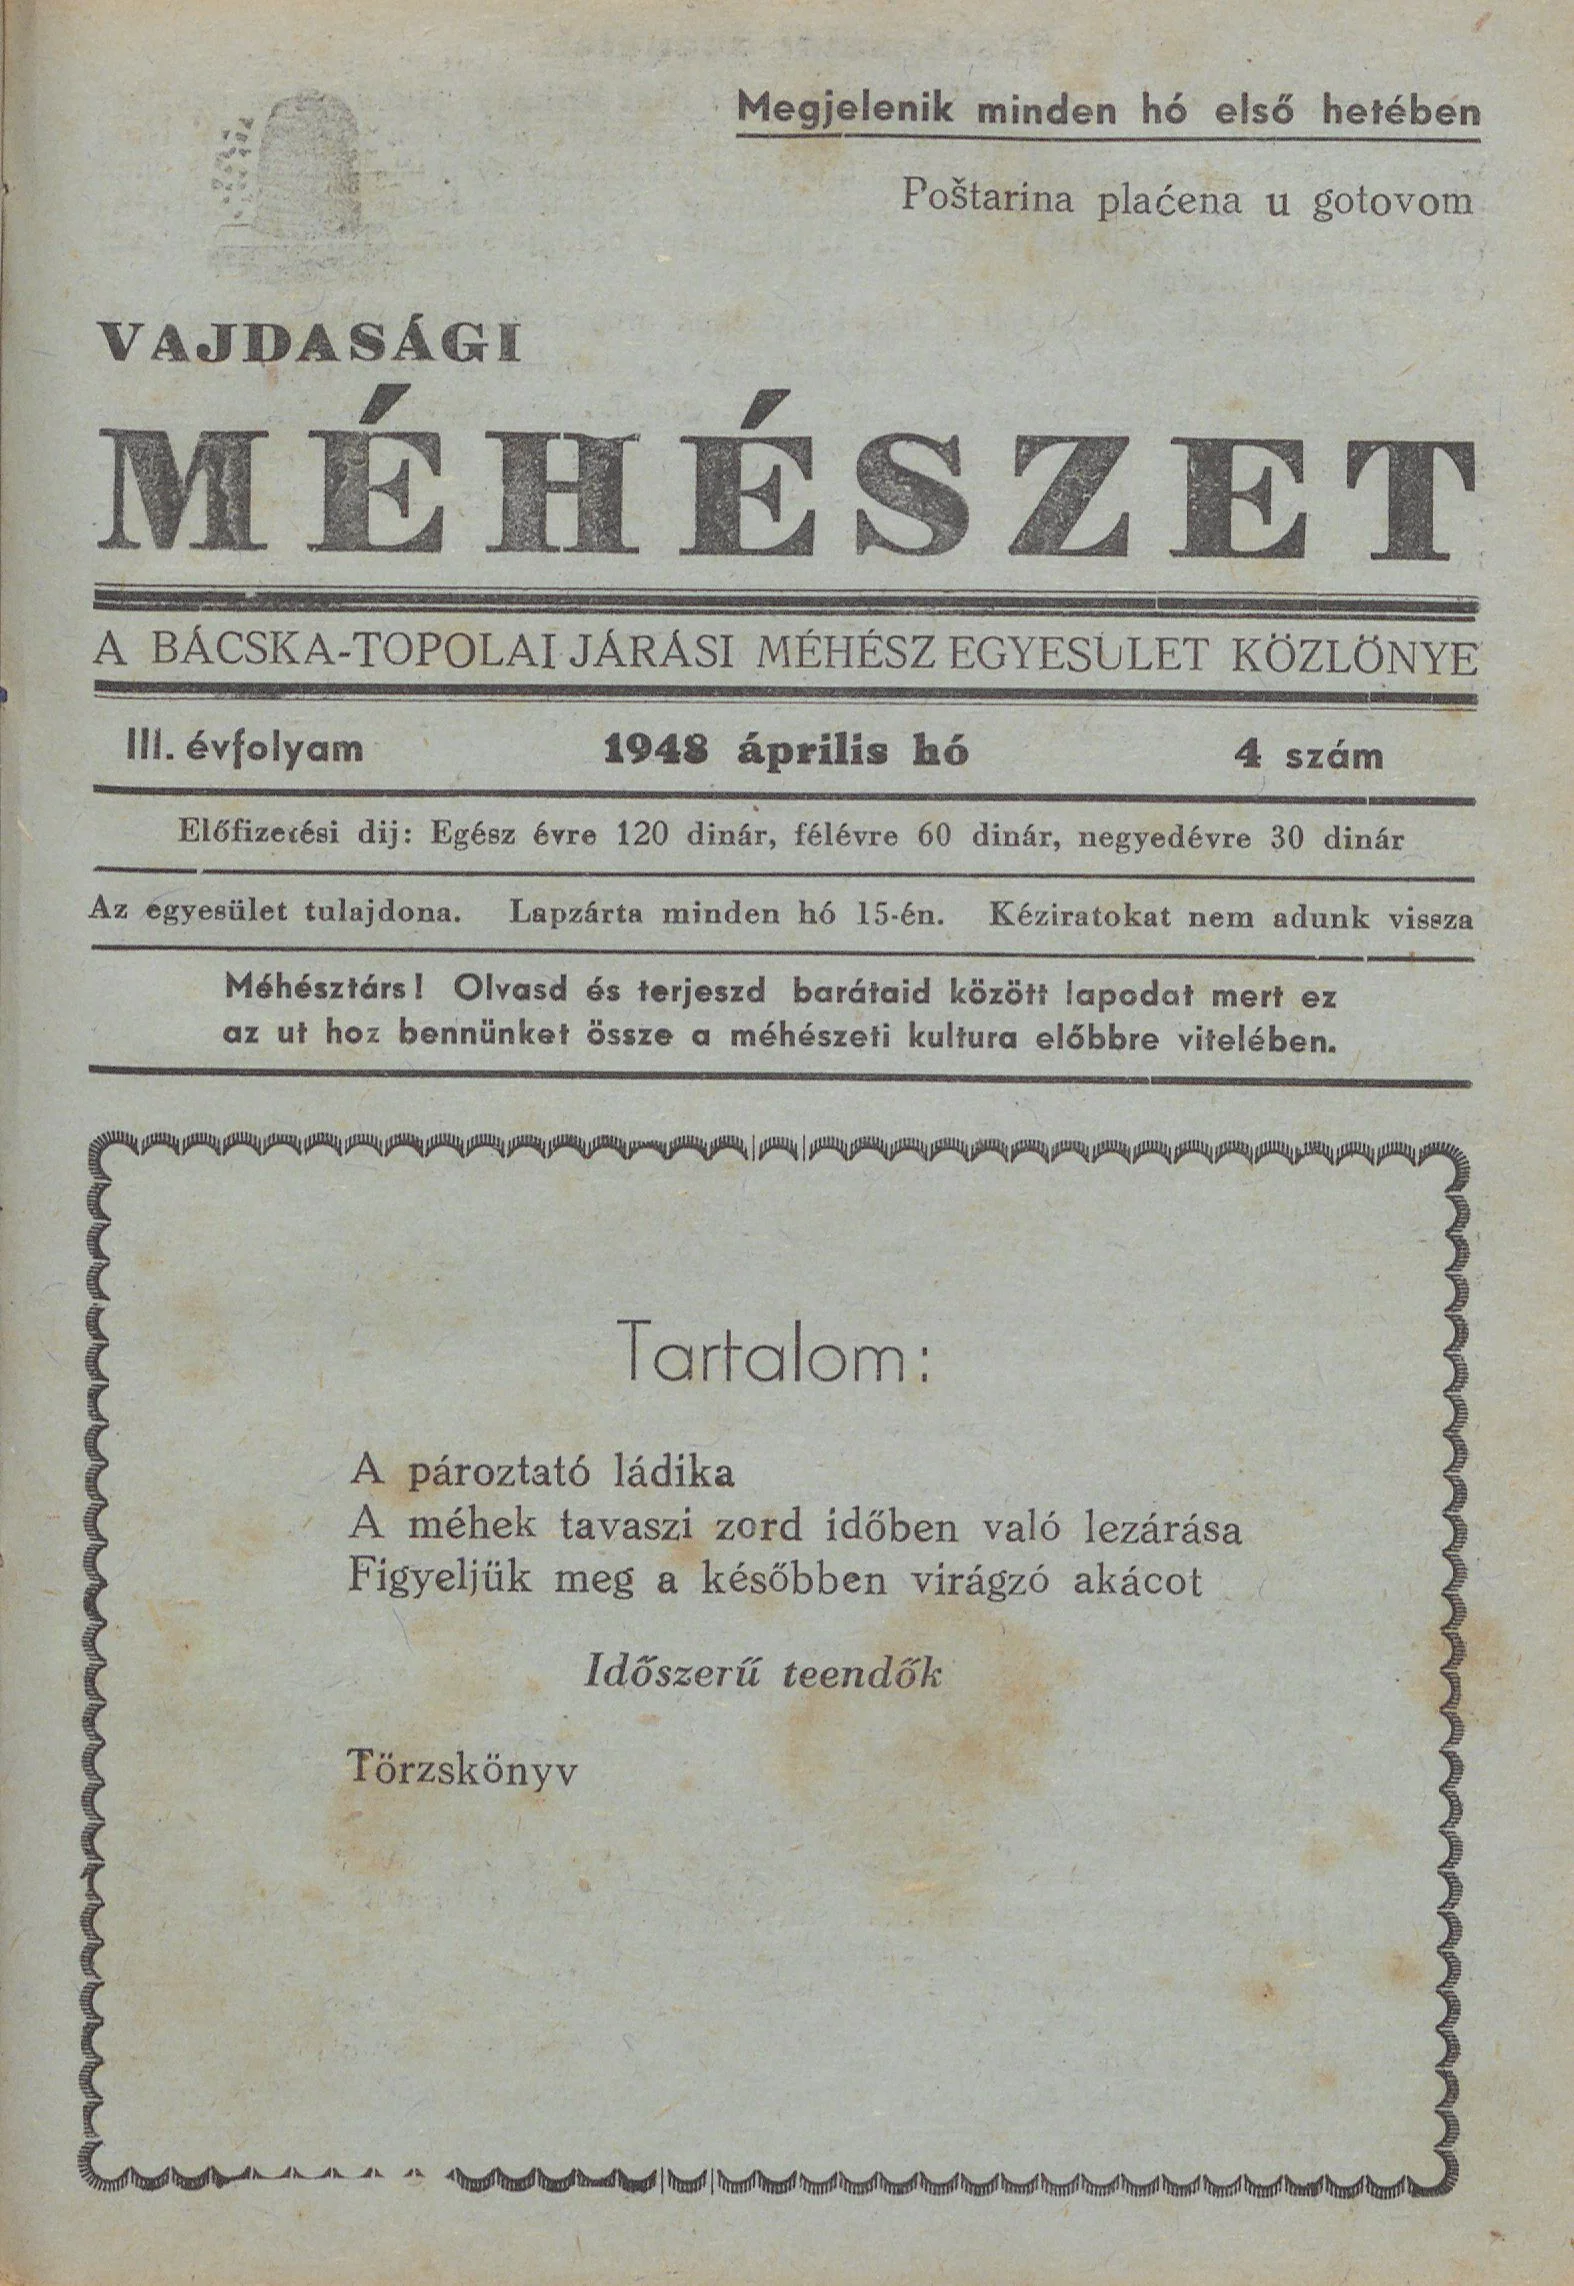 Megjelenik minden hó első hetében
Poštarina plaćena u gotovom
VAJDASÁGI
MÉHÉSZET
A BÁCSKA-TOPOLAI JÁRÁSI MÉHÉSZ EGYESÜLET KÖZLÖNYE
III. évfolyam 1948 április hó 4 szám
Előfizetési dij: Egész évre 120 dinár, félévre 60 dinár, negyedévre 30 dinár
Az egyesület tulajdona. Lapzárta minden hó 15-én. Kéziratokat nem adunk vissza
Méhésztárs! Olvasd és terjeszd barátaid között lapodat mert ez
az ut hoz bennünket össze a méhészeti kultura előbbre vitelében.
Tartalom:
A pároztató ládika
A méhek tavaszi zord időben való lezárása
Figyeljük meg a későbben virágzó akácot
Időszerű teendők
Törzskönyv